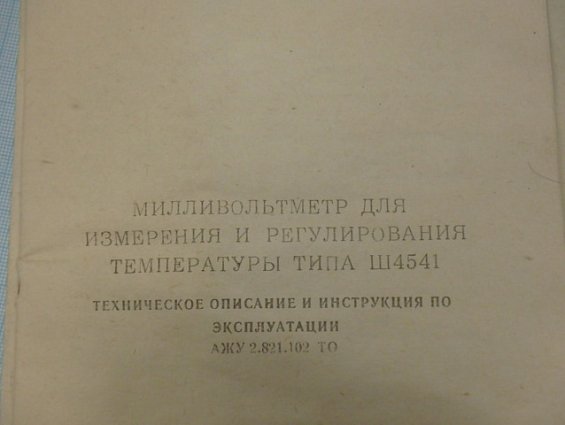 МИЛЛИВОЛЬТМЕТР ДЛЯ
ИЗМЕРЕНИЯ И РЕГУЛИРОВАНИЯ
ТЕМПЕРАТУРЫ ТИПА Ш4541
ТЕХНИЧЕСКОЕ ОПИСАНИЕ И ИНСТРУКЦИЯ ПО
ЭКСПЛУАТАЦИИ
АЖУ 2.821.102 ТО